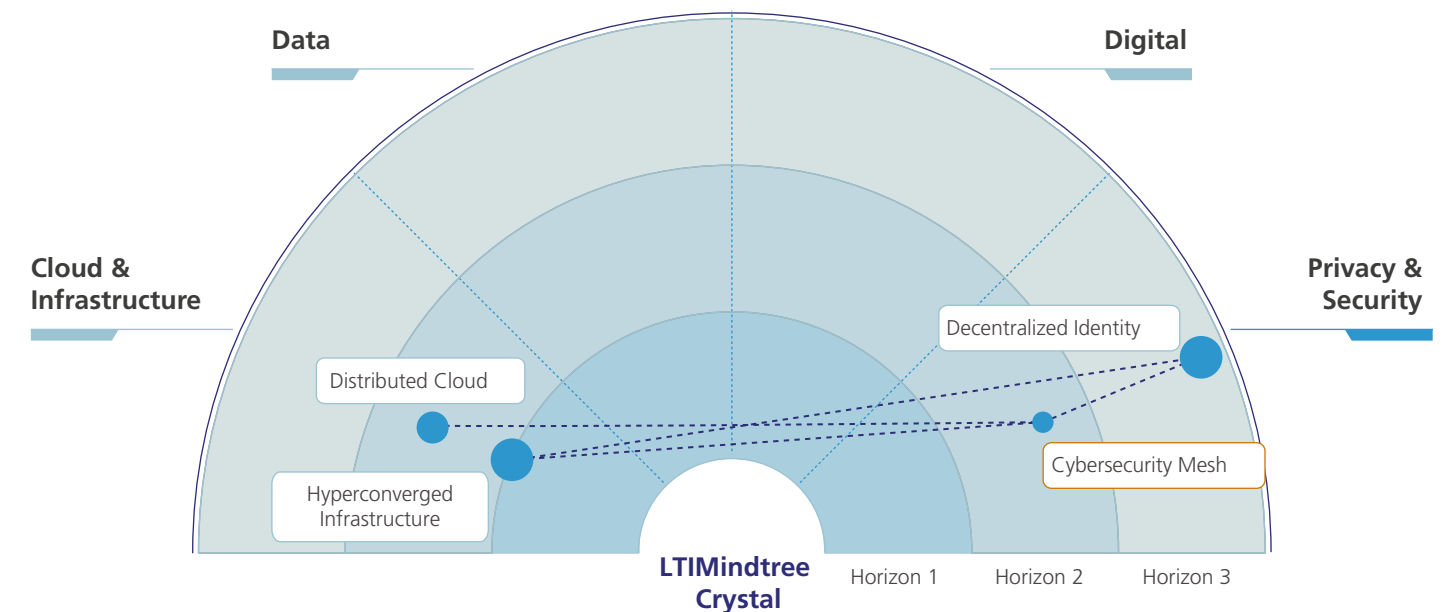 Data
Digital
Cloud &
Infrastructure
Privacy &
Security
Decentralized Identity
Distributed Cloud
Cybersecurity Mesh
Hyperconverged
Infrastructure
LTIMindtree
Crystal
Horizon 1
Horizon 2
Horizon 3